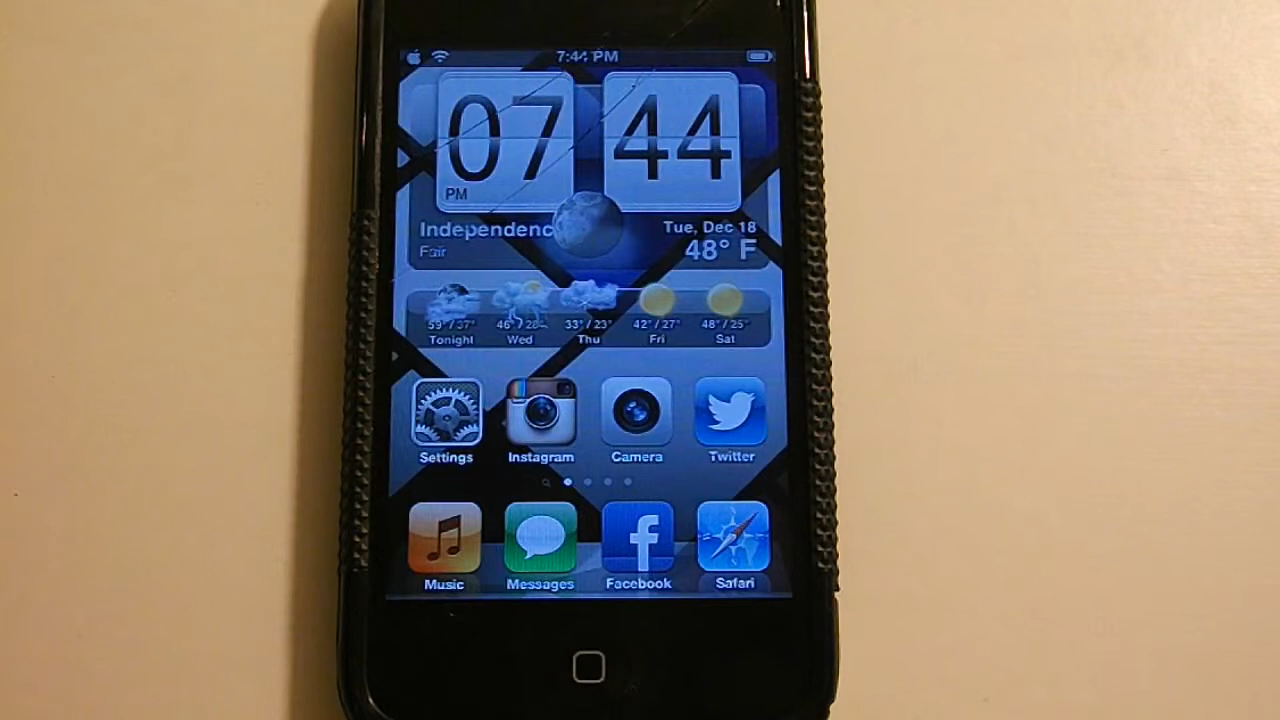 7:44 PM
07 44
PM
Independenc
Tue, Dec 18
Fair
48° F
59°/37° 46°/28° 33°/23° 42°/27° 48°/25°
Tonight Wed Thu Fri Sat
Settings Instagram Camera Twitter
Music Messages Facebook Safari